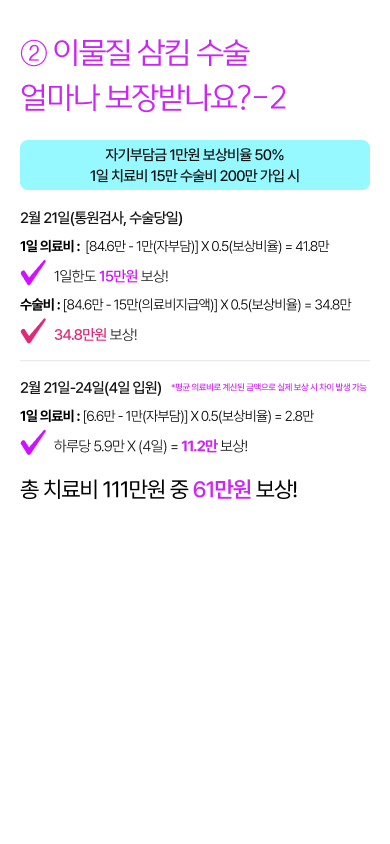 ② 이물질 삼킴 수술
얼마나 보장받나요?-2
자기부담금 1만원 보상비율 50%
1일 치료비 15만 수술비 200만 가입 시
2월 21일(통원검사, 수술당일)
1일 의료비 : [84.6만 - 1만(자부담)] X 0.5(보상비율) = 41.8만
1일한도 15만원 보상!
수술비 : [84.6만 - 15만(의료비지급액)] X 0.5(보상비율) = 34.8만
34.8만원 보상!
2월 21일-24일(4일 입원) *평균 의료비로 계산된 금액으로 실제 보상 시 차이 발생 가능
1일 의료비 : [6.6만 - 1만(자부담)] X 0.5(보상비율) = 2.8만
하루당 5.9만 X (4일) = 11.2만 보상!
총 치료비 111만원 중 61만원 보상!